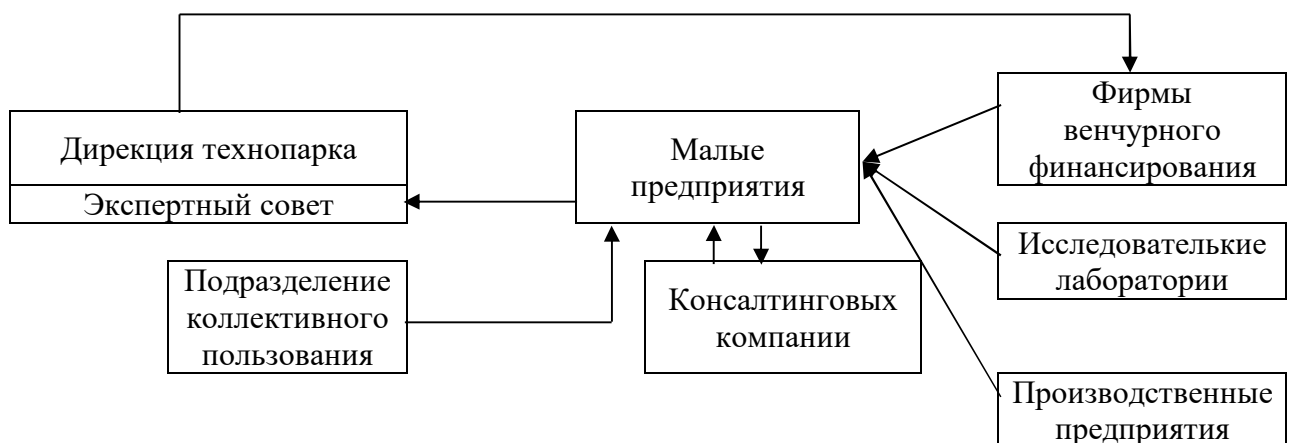 Дирекция технопарка
Экспертный совет
Малые
предприятия
Фирмы
венчурного
финансирования
Подразделение
коллективного
пользования
Консалтинговых
компании
Исследователькие
лаборатории
Производственные
предприятия